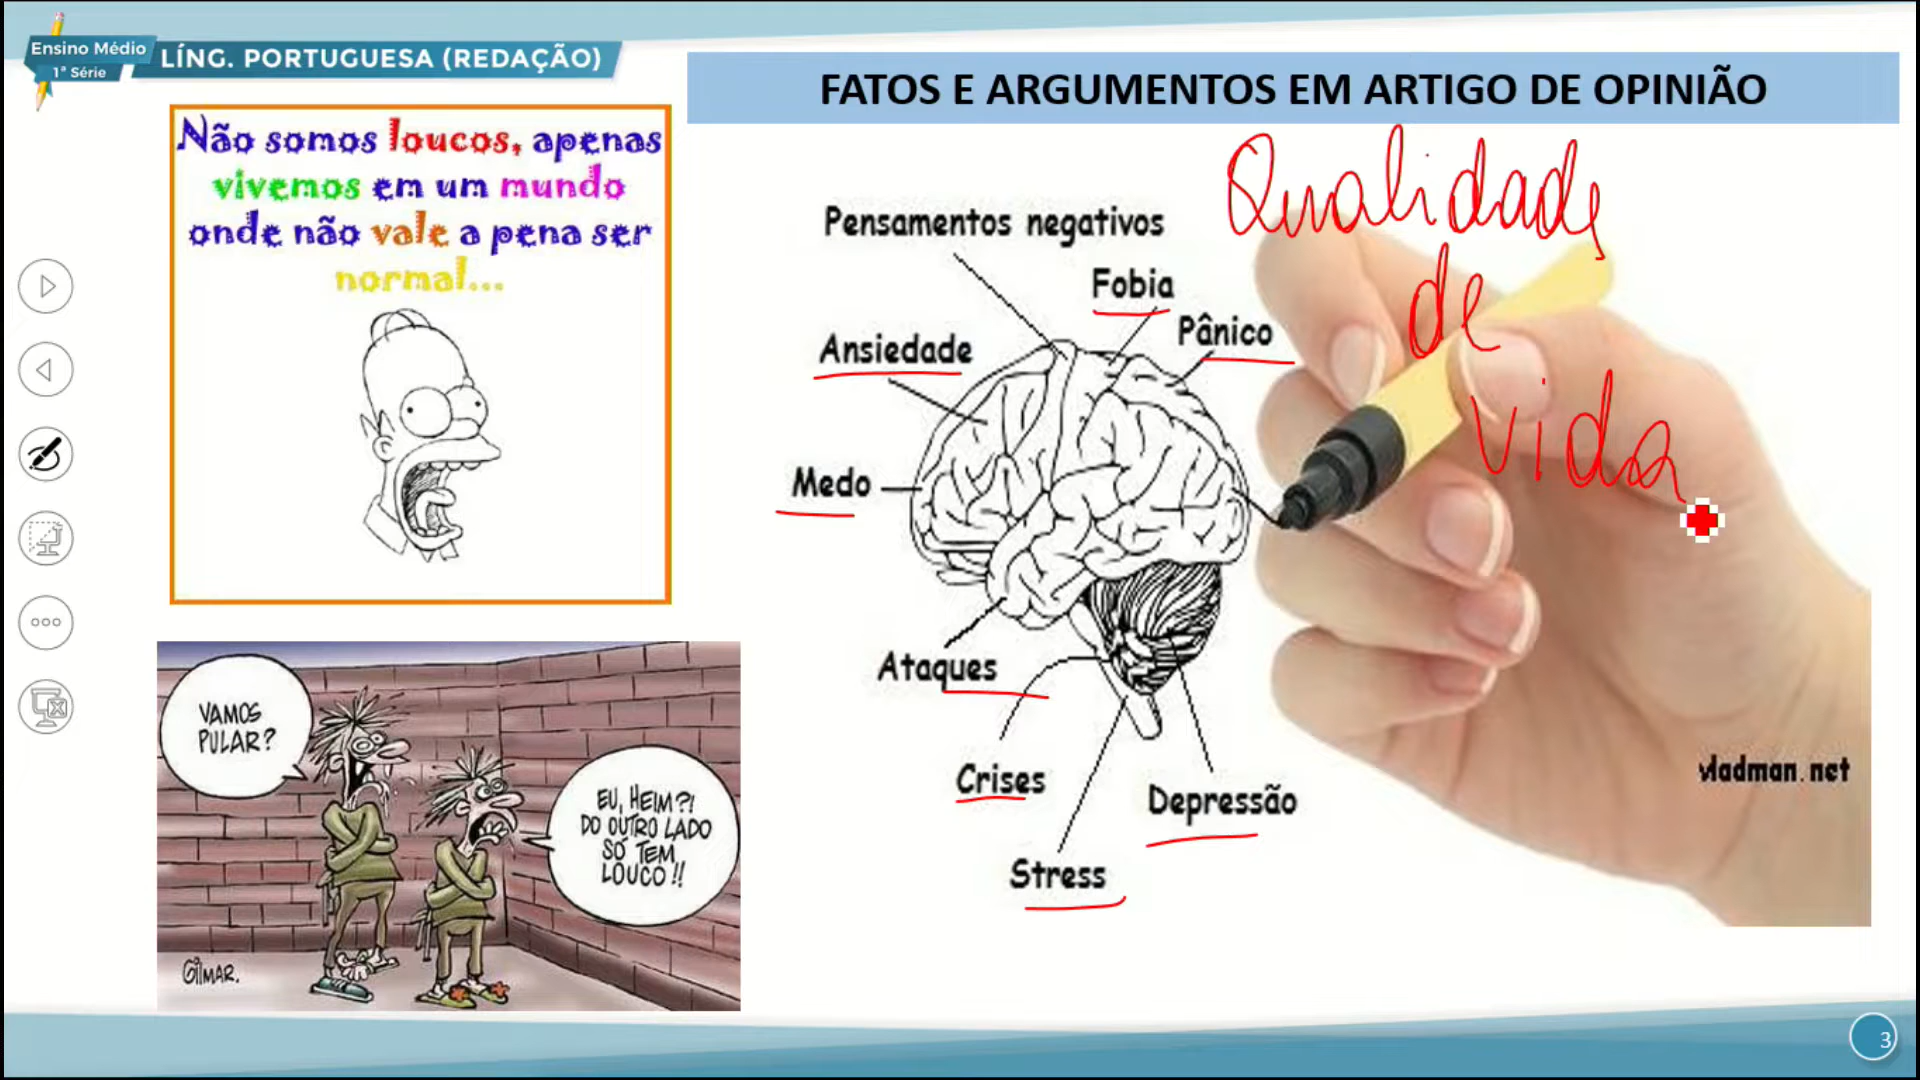 Ensino Médio
1ª Série
LÍNG. PORTUGUESA (REDAÇÃO)
FATOS E ARGUMENTOS EM ARTIGO DE OPINIÃO
Não somos loucos, apenas
vivemos em um mundo
onde não vale a pena ser
normal...
VAMOS
PULAR?
EU, HEIM?!
DO OUTRO LADO
SÓ TEM
LOUCO!!
GILMAR.
Qualidade
de
vida
Pensamentos negativos
Fobia
Pânico
Ansiedade
Medo
Ataques
Crises
Depressão
Stress
vladman.net
3